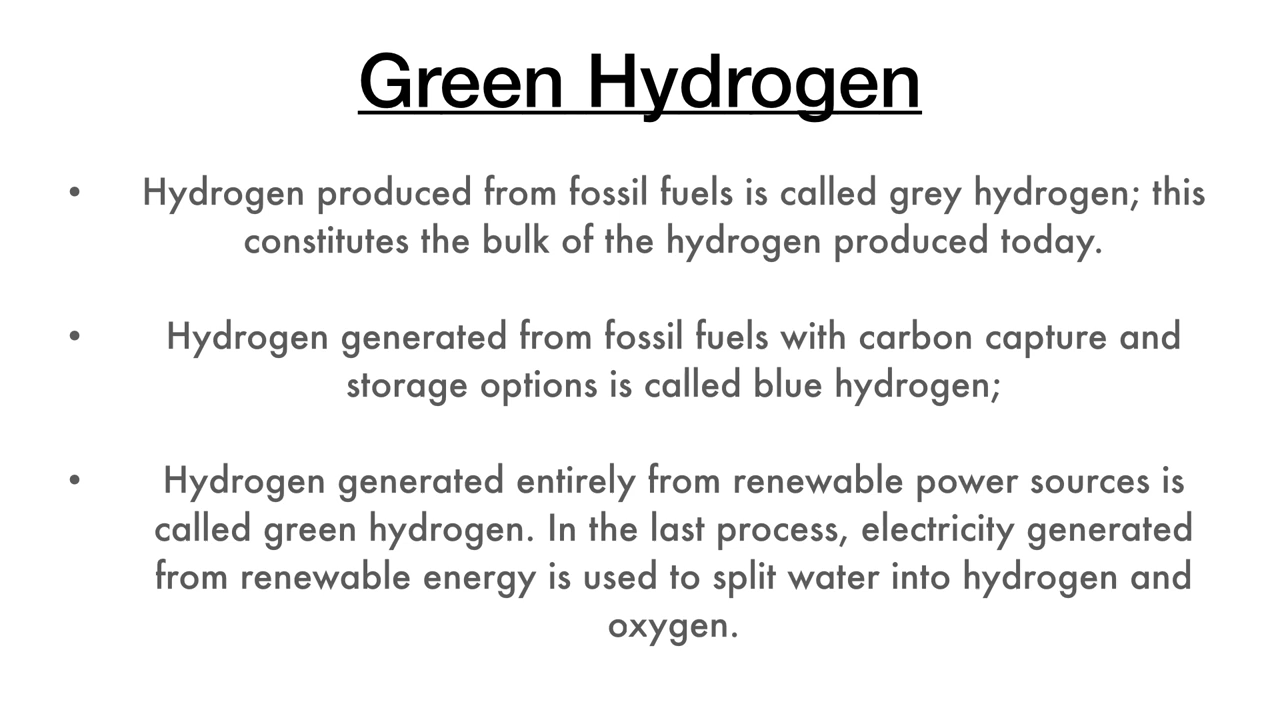 Green Hydrogen
• Hydrogen produced from fossil fuels is called grey hydrogen; this
constitutes the bulk of the hydrogen produced today.
• Hydrogen generated from fossil fuels with carbon capture and
storage options is called blue hydrogen;
• Hydrogen generated entirely from renewable power sources is
called green hydrogen. In the last process, electricity generated
from renewable energy is used to split water into hydrogen and
oxygen.